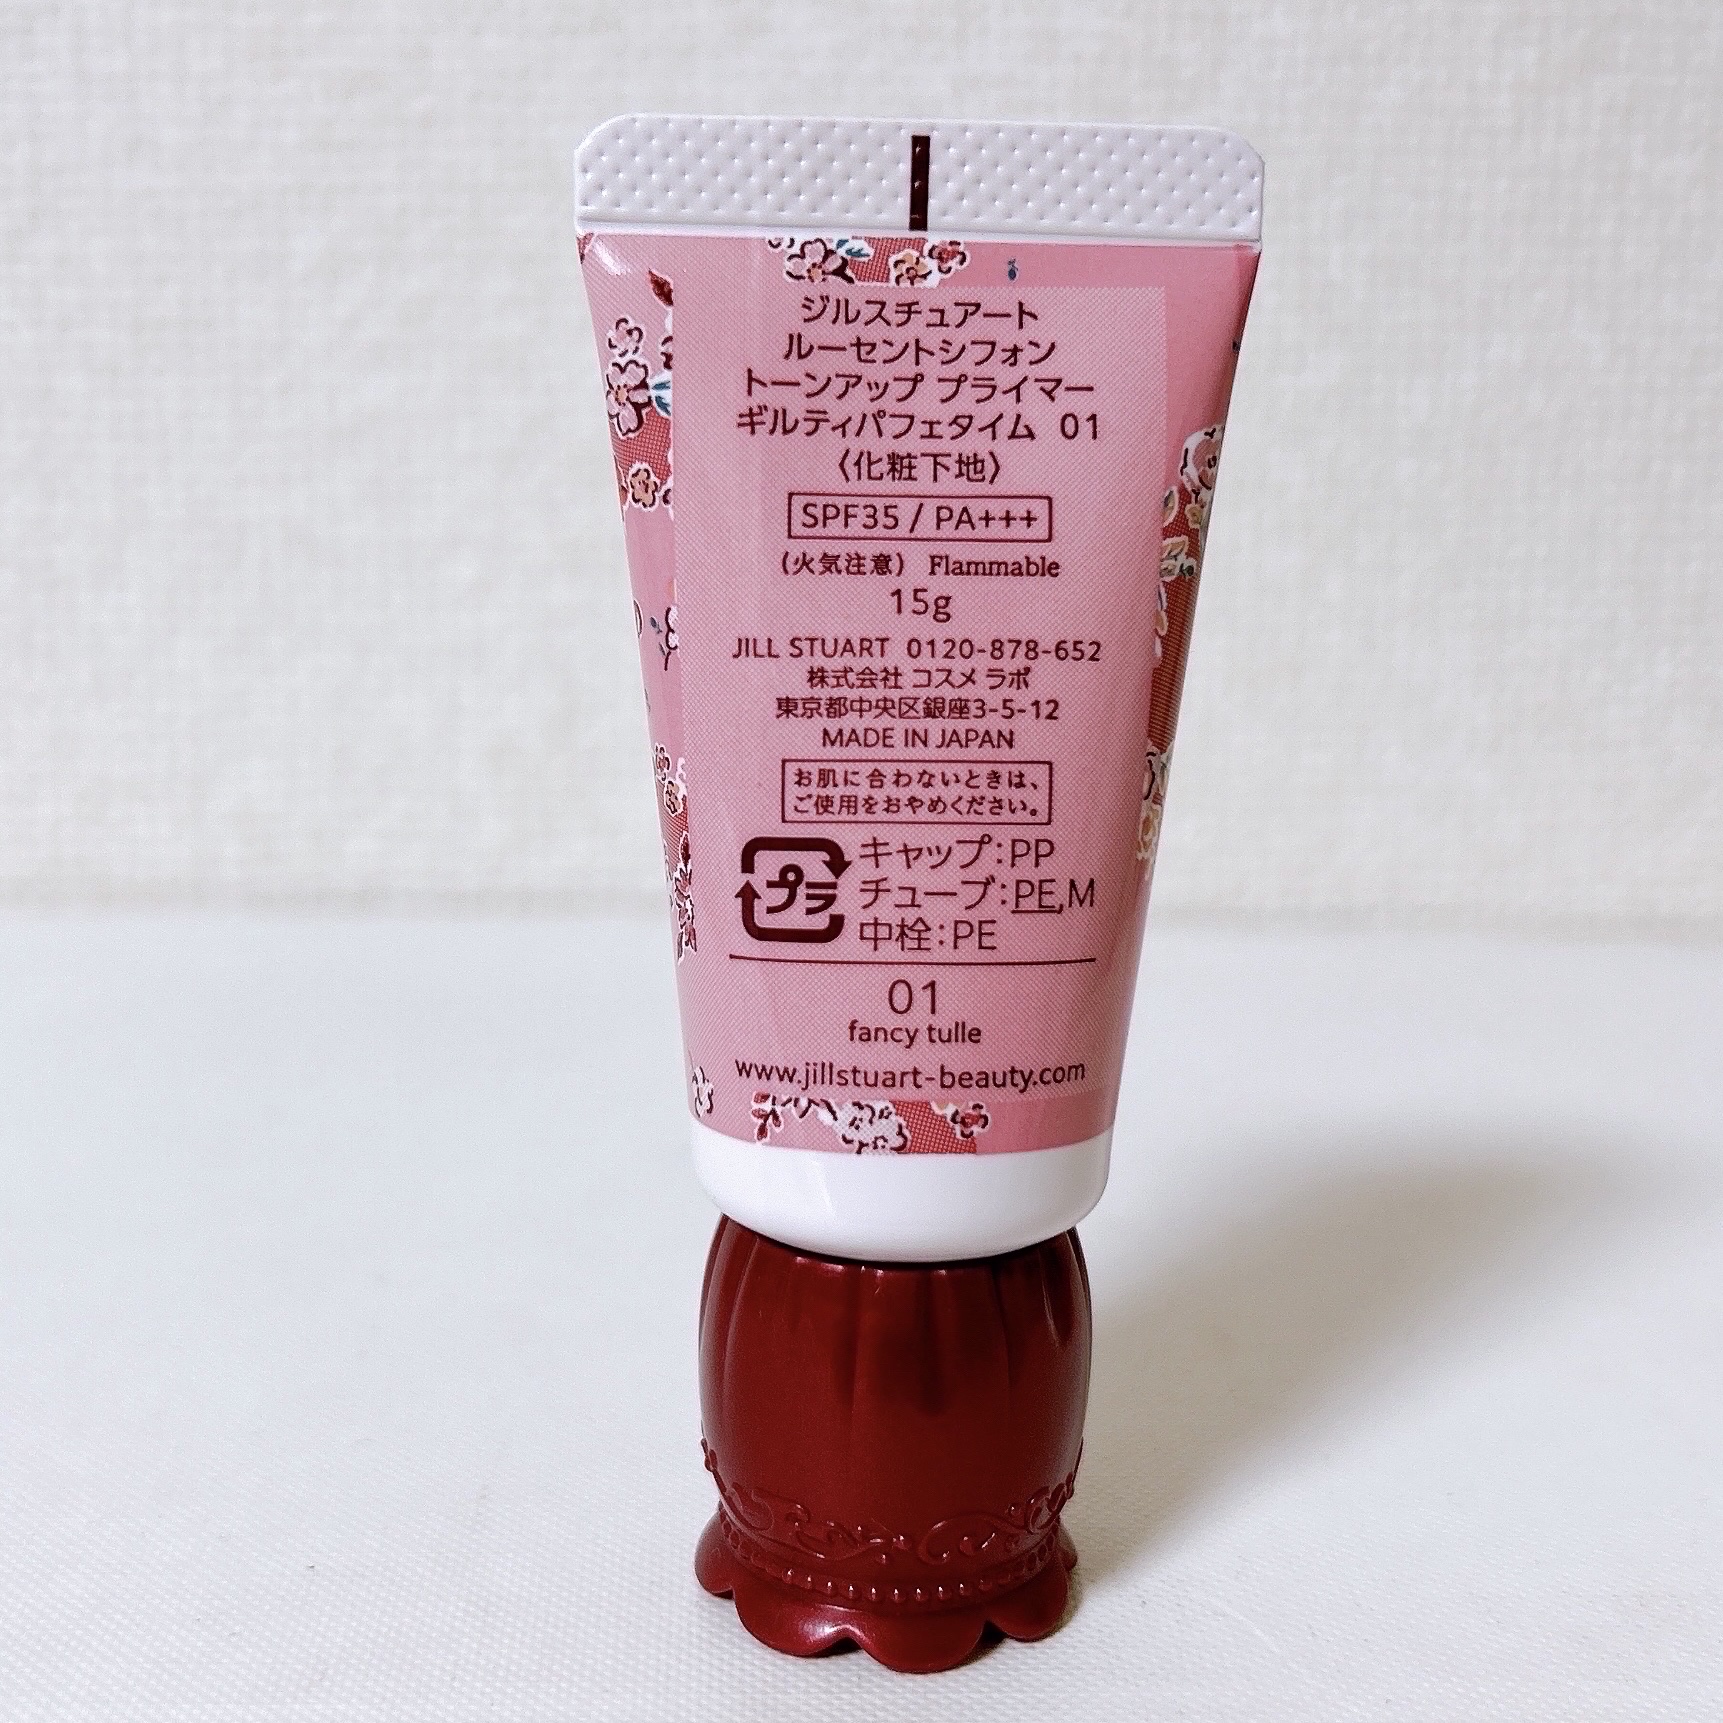 ジルスチュアート
ルーセントシフォン
トーンアップ プライマー
ギルティパフェタイム 01
〈化粧下地〉
SPF35 / PA+++
(火気注意) Flammable
15g
JILL STUART 0120-878-652
株式会社 コスメ ラボ
東京都中央区銀座3-5-12
MADE IN JAPAN
お肌に合わないときは、
ご使用をおやめください。
プラ
キャップ:PP
チューブ:PE,M
中栓:PE
01
fancy tulle
www.jillstuart-beauty.com